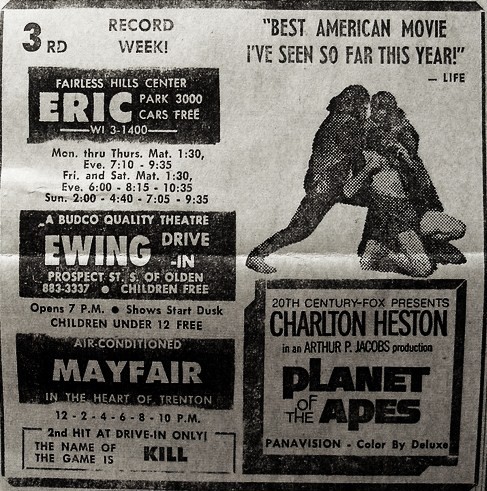 3RD RECORD
WEEK!
FAIRLESS HILLS CENTER
ERIC PARK 3000
CARS FREE
WI 3-1400
Mon. thru Thurs. Mat. 1:30,
Eve. 7:10 - 9:35
Fri. and Sat. Mat. 1:30,
Eve. 6:00 - 8:15 - 10:35
Sun. 2:00 - 4:40 - 7:05 - 9:35
A BUDCO QUALITY THEATRE
EWING DRIVE
-IN
PROSPECT ST. S. OF OLDEN
883-3337 • CHILDREN FREE
Opens 7 P.M. • Shows Start Dusk
CHILDREN UNDER 12 FREE
AIR-CONDITIONED
MAYFAIR
IN THE HEART OF TRENTON
12 - 2 - 4 - 6 - 8 - 10 P.M.
2nd HIT AT DRIVE-IN ONLY!
THE NAME OF
THE GAME IS KILL
"BEST AMERICAN MOVIE
I'VE SEEN SO FAR THIS YEAR!"
— LIFE
20TH CENTURY-FOX PRESENTS
CHARLTON HESTON
in an ARTHUR P. JACOBS production
PLANET
OF THE APES
PANAVISION - Color By Deluxe